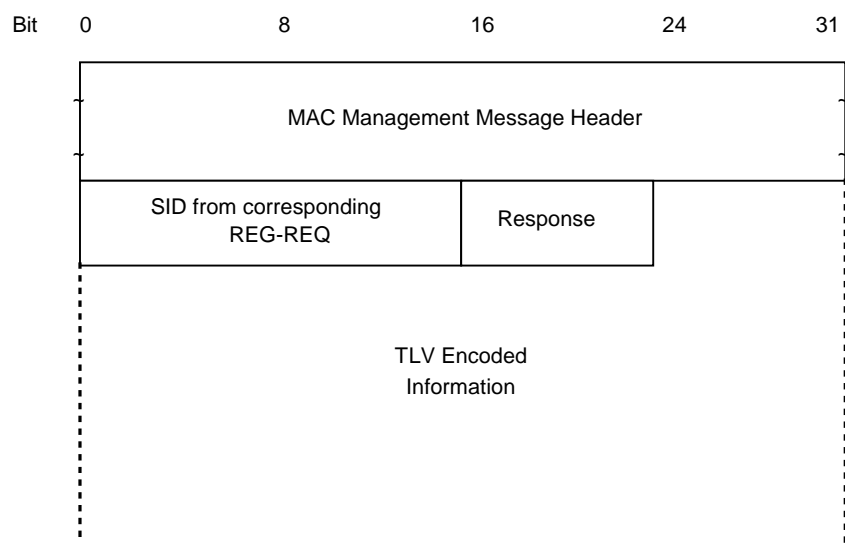 Bit 0 8 16 24 31
MAC Management Message Header
SID from corresponding
REG-REQ
Response
TLV Encoded
Information